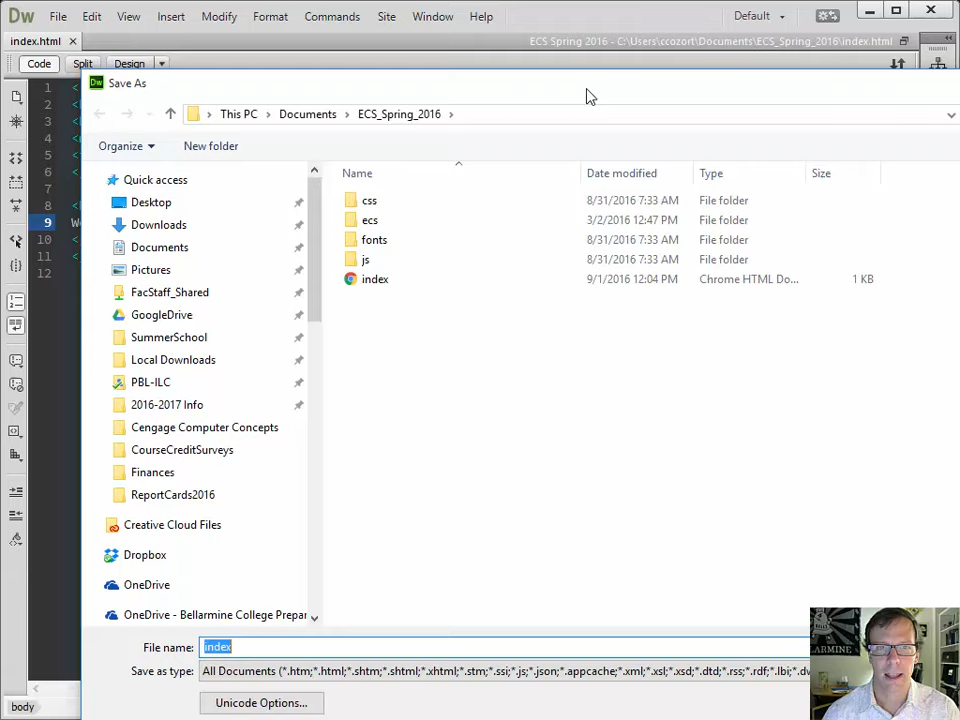 Dw File Edit View Insert Modify Format Commands Site Window Help Default
index.html ECS Spring 2016 - C:\Users\ccozort\Documents\ECS_Spring_2016\index.html
Code Split Design
Dw Save As
This PC Documents ECS_Spring_2016
Organize New folder
Name Date modified Type Size
Quick access
css 8/31/2016 7:33 AM File folder
Desktop
ecs 3/2/2016 12:47 PM File folder
Downloads
fonts 8/31/2016 7:33 AM File folder
Documents
js 8/31/2016 7:33 AM File folder
Pictures
index 9/1/2016 12:04 PM Chrome HTML Do... 1 KB
FacStaff_Shared
GoogleDrive
SummerSchool
Local Downloads
PBL-ILC
2016-2017 Info
Cengage Computer Concepts
CourseCreditSurveys
Finances
ReportCards2016
Creative Cloud Files
Dropbox
OneDrive
OneDrive - Bellarmine College Prepar
File name: index
Save as type: All Documents (*.htm;*.html;*.shtm;*.shtml;*.xhtml;*.stm;*.ssi;*.js;*.json;*.appcache;*.xml;*.xsl;*.xsd;*.dtd;*.rss;*.rdf;*.lbi;*.dw
Unicode Options...
body
1
2
3
4
5
6
7
8
9
10
11
12
LARMINE